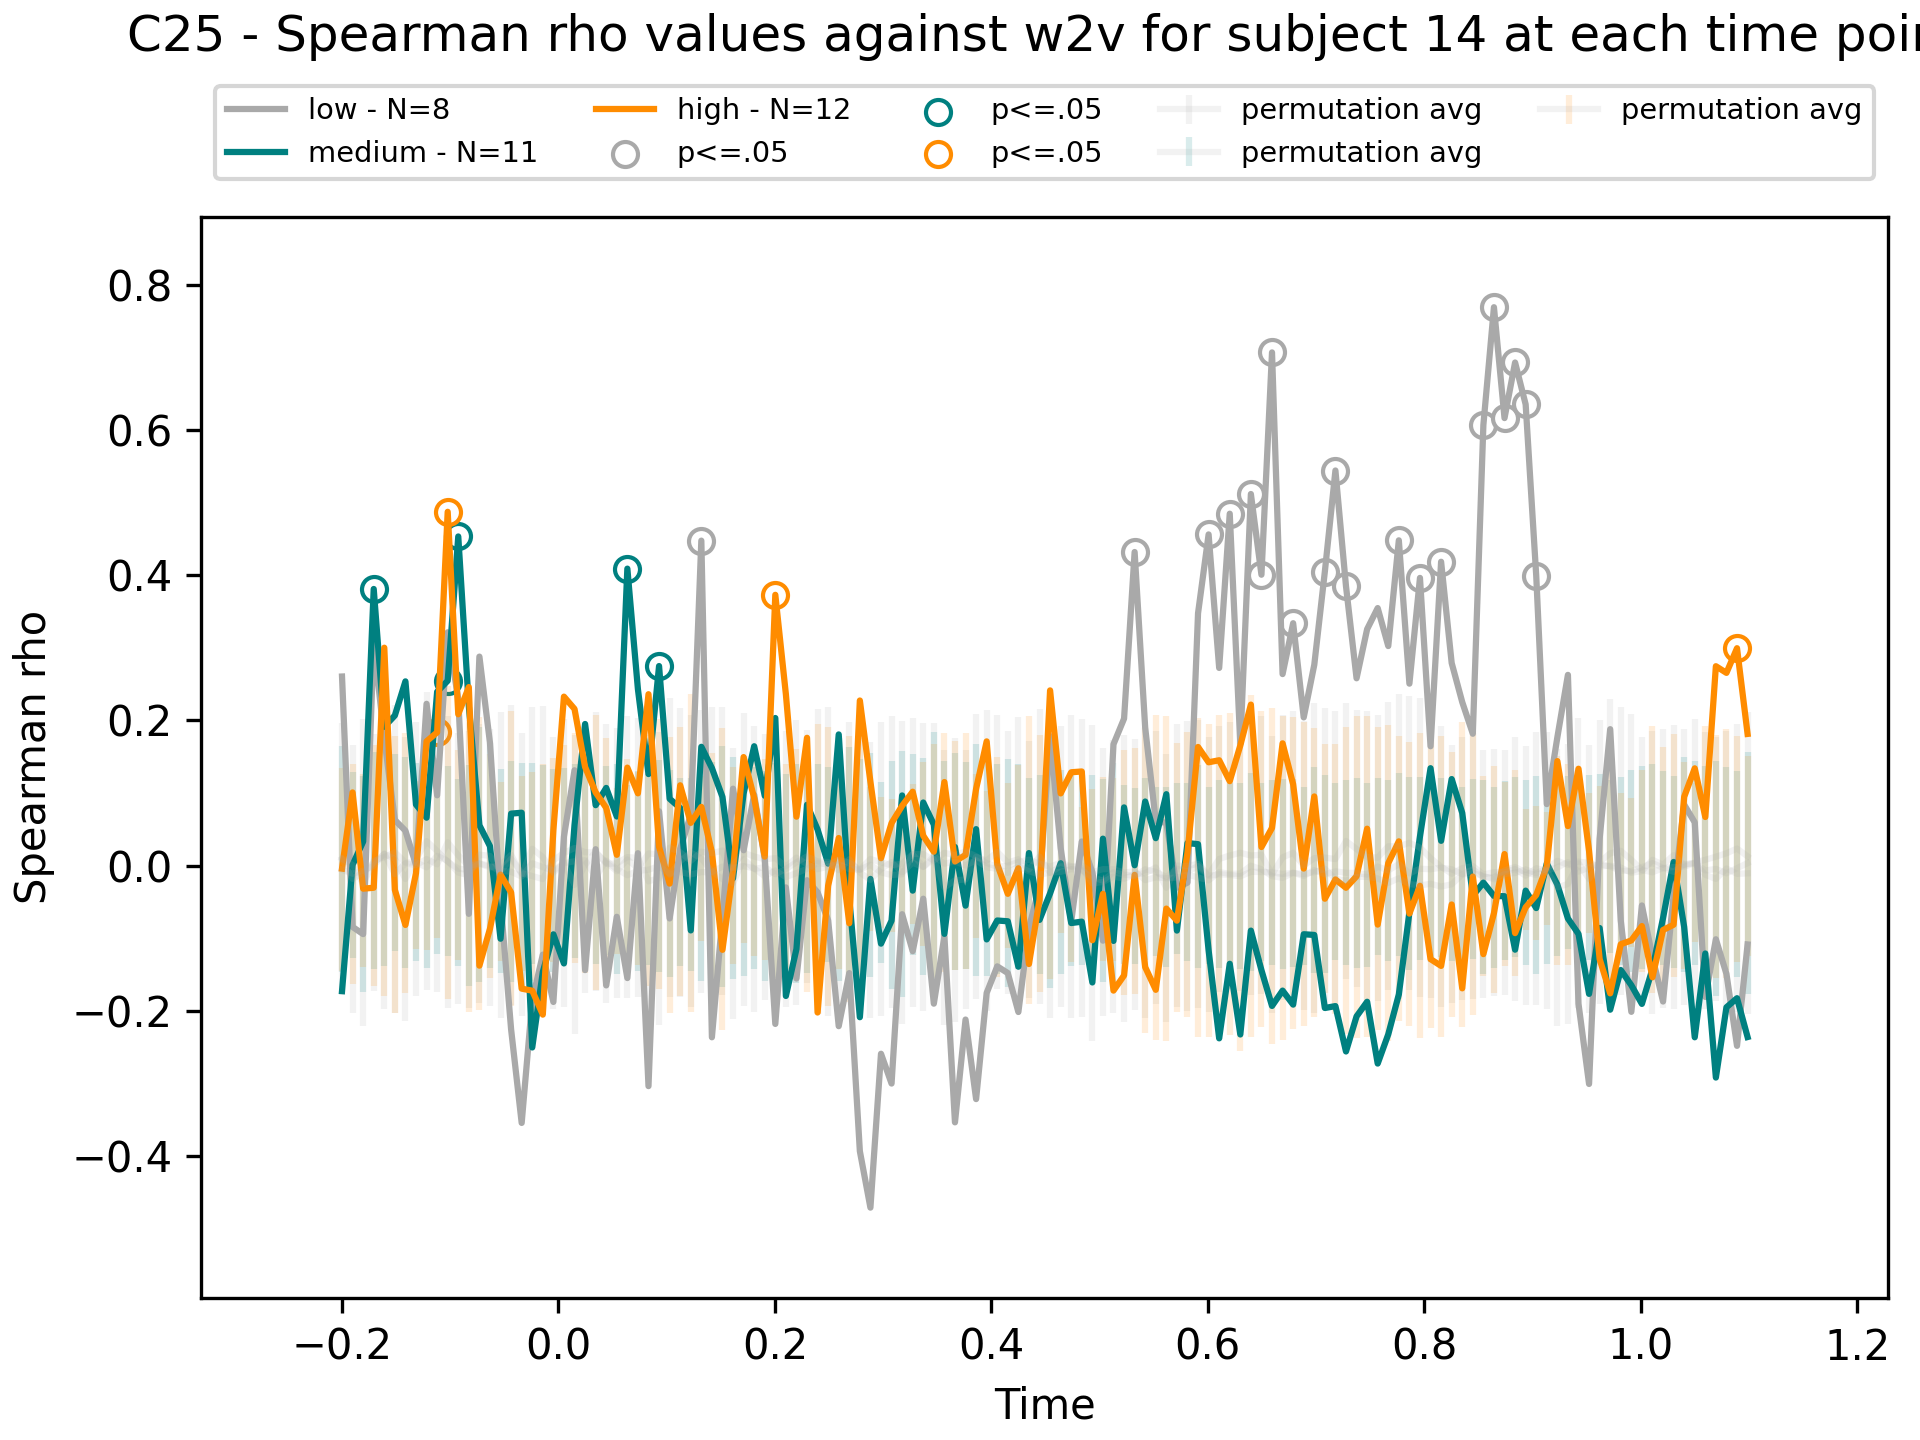 C25 - Spearman rho values against w2v for subject 14 at each time poi
low - N=8
medium - N=11
high - N=12
p<=.05
p<=.05
p<=.05
permutation avg
permutation avg
permutation avg
Spearman rho
0.8
0.6
0.4
0.2
0.0
−0.2
−0.4
−0.2
0.0
0.2
0.4
0.6
0.8
1.0
1.2
Time